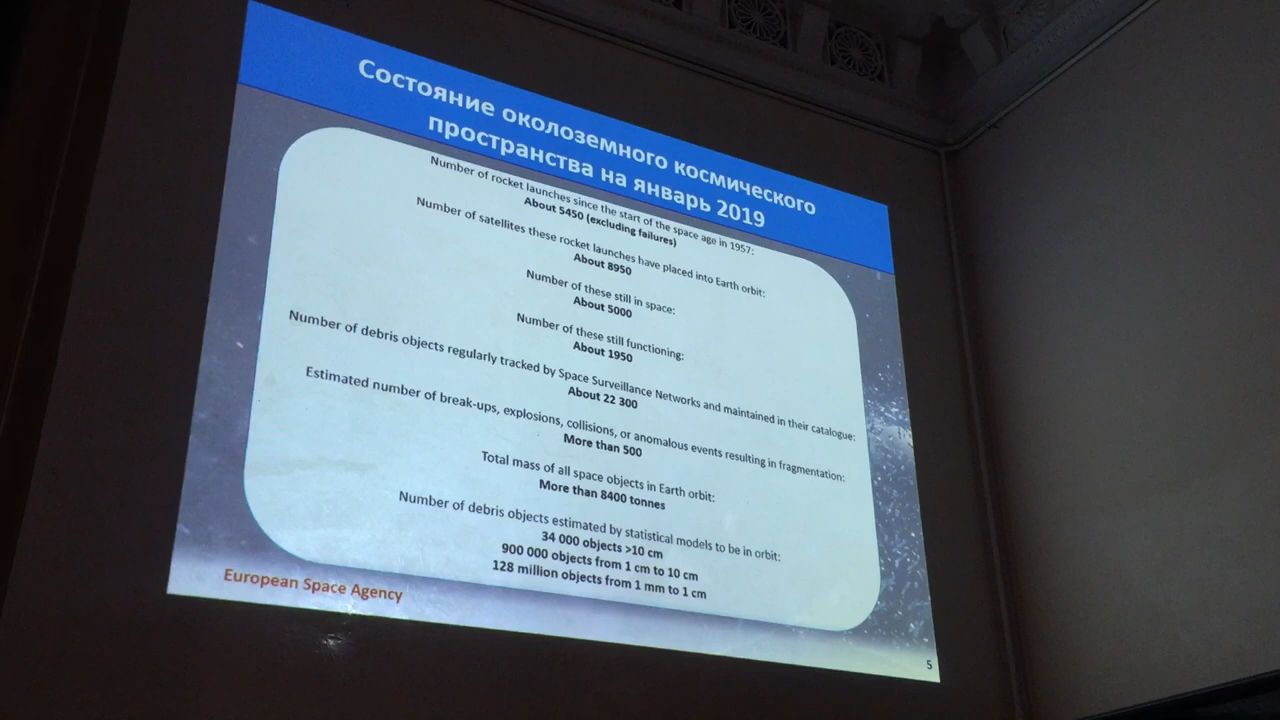 Состояние околоземного космического
пространства на январь 2019
Number of rocket launches since the start of the space age in 1957:
About 5450 (excluding failures)
Number of satellites these rocket launches have placed into Earth orbit:
About 8950
Number of these still in space:
About 5000
Number of these still functioning:
About 1950
Number of debris objects regularly tracked by Space Surveillance Networks and maintained in their catalogue:
About 22 300
Estimated number of break-ups, explosions, collisions, or anomalous events resulting in fragmentation:
More than 500
Total mass of all space objects in Earth orbit:
More than 8400 tonnes
Number of debris objects estimated by statistical models to be in orbit:
34 000 objects >10 cm
900 000 objects from 1 cm to 10 cm
128 million objects from 1 mm to 1 cm
European Space Agency
5